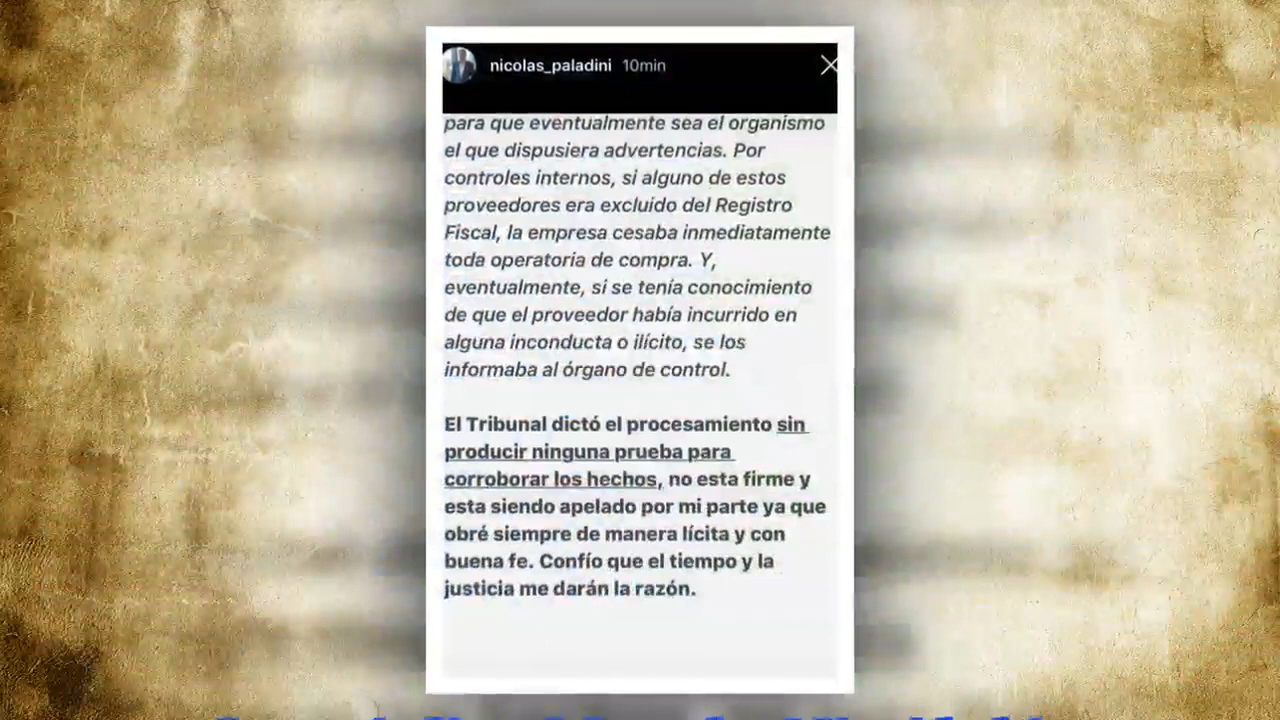 nicolas_paladini 10min
para que eventualmente sea el organismo
el que dispusiera advertencias. Por
controles internos, si alguno de estos
proveedores era excluido del Registro
Fiscal, la empresa cesaba inmediatamente
toda operatoria de compra. Y,
eventualmente, si se tenía conocimiento
de que el proveedor había incurrido en
alguna inconducta o ilícito, se los
informaba al órgano de control.
El Tribunal dictó el procesamiento sin
producir ninguna prueba para
corroborar los hechos, no esta firme y
esta siendo apelado por mi parte ya que
obré siempre de manera lícita y con
buena fe. Confío que el tiempo y la
justicia me darán la razón.